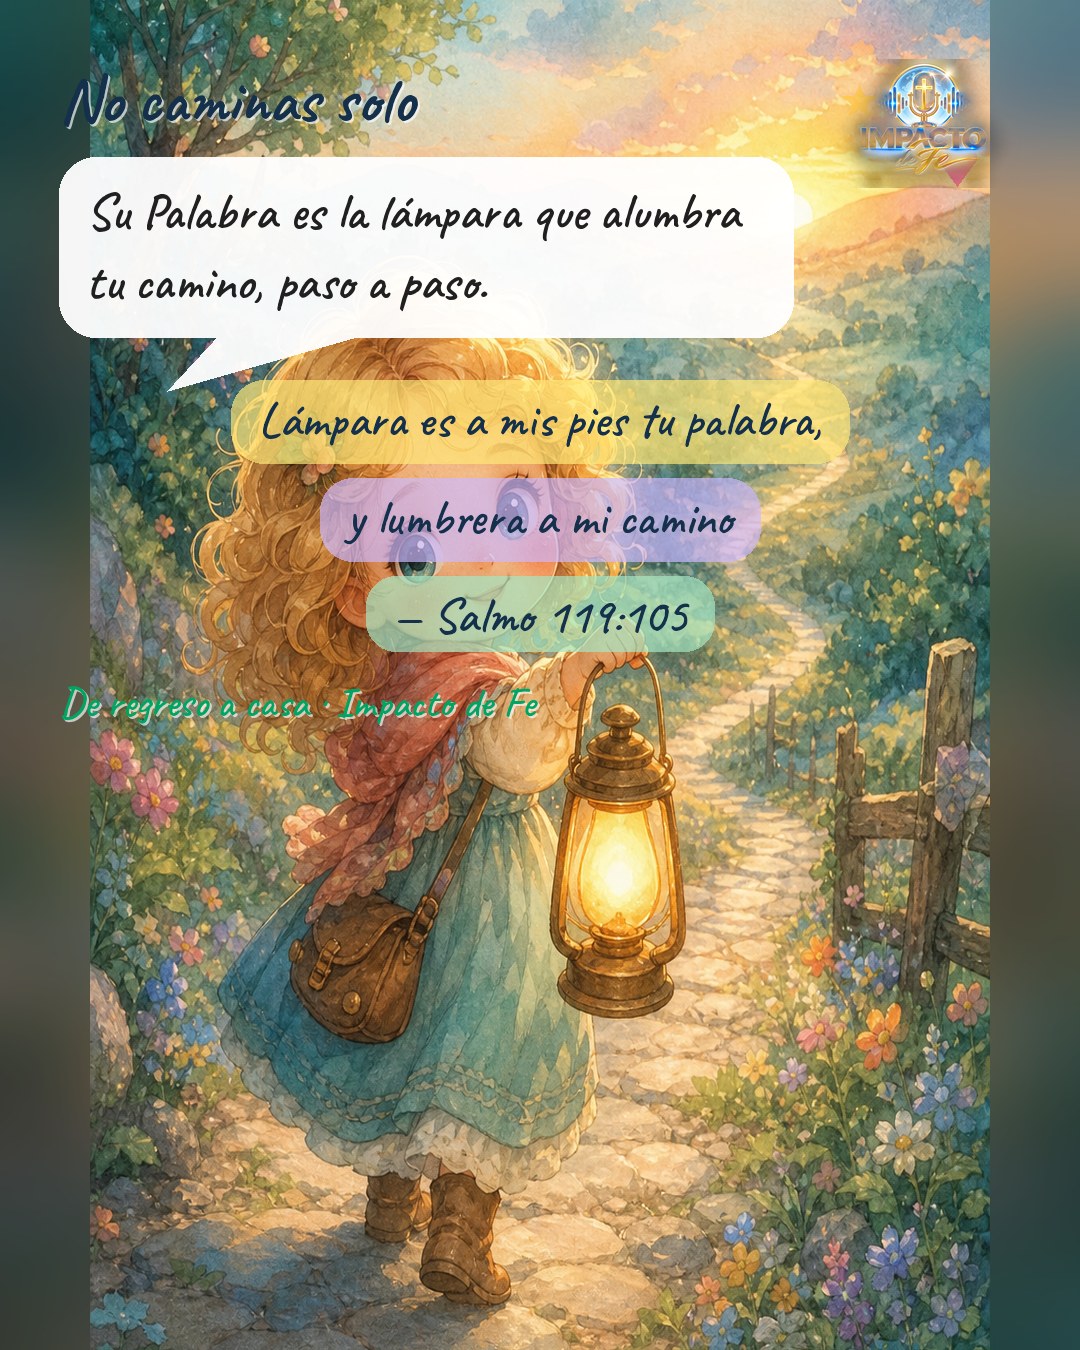 No caminas solo
IMPACTO
de Fe
Su Palabra es la lámpara que alumbra
tu camino, paso a paso.
Lámpara es a mis pies tu palabra,
y lumbrera a mi camino
— Salmo 119:105
De regreso a casa · Impacto de Fe